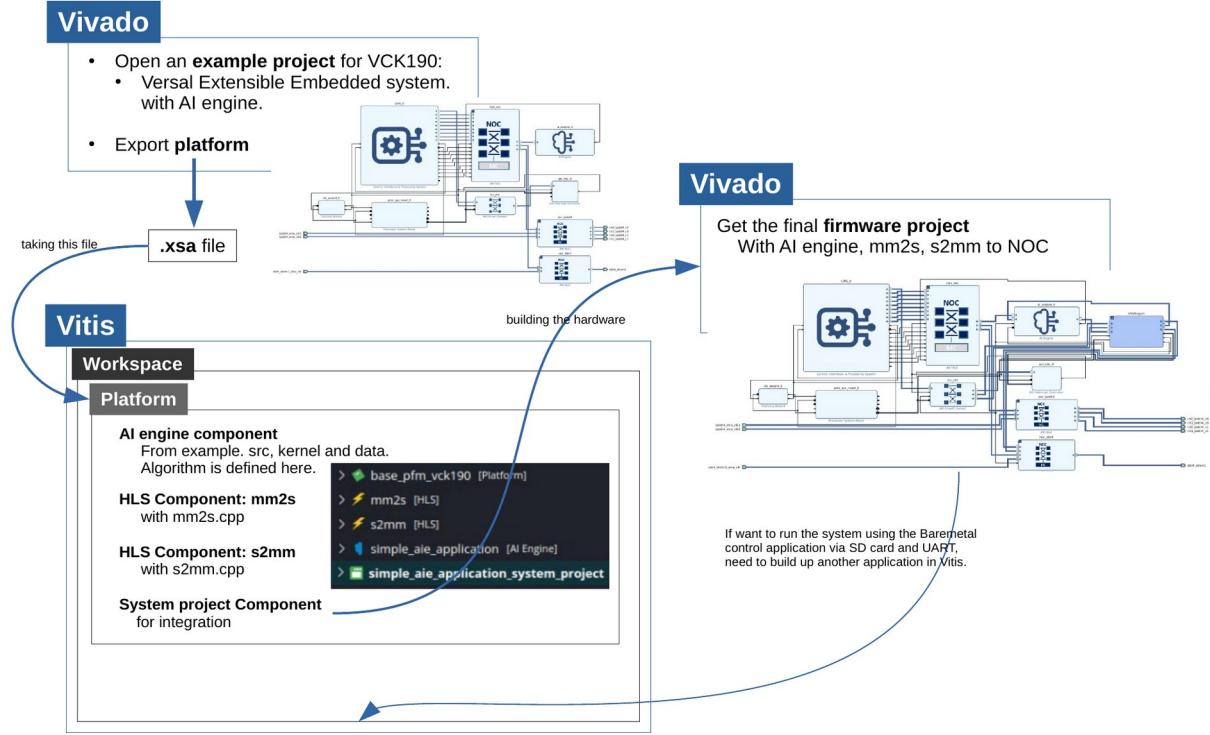 Vivado
• Open an example project for VCK190:
• Versal Extensible Embedded system.
with AI engine.
• Export platform
NOC
taking this file
.xsa file
building the hardware
Vitis
Workspace
Platform
AI engine component
From example. src, kernel and data.
Algorithm is defined here.
HLS Component: mm2s
with mm2s.cpp
HLS Component: s2mm
with s2mm.cpp
System project Component
for integration
base_pfm_vck190 [Platform]
mm2s [HLS]
s2mm [HLS]
simple_aie_application [AI Engine]
simple_aie_application_system_project
Vivado
Get the final firmware project
With AI engine, mm2s, s2mm to NOC
NOC
If want to run the system using the Baremetal
control application via SD card and UART,
need to build up another application in Vitis.